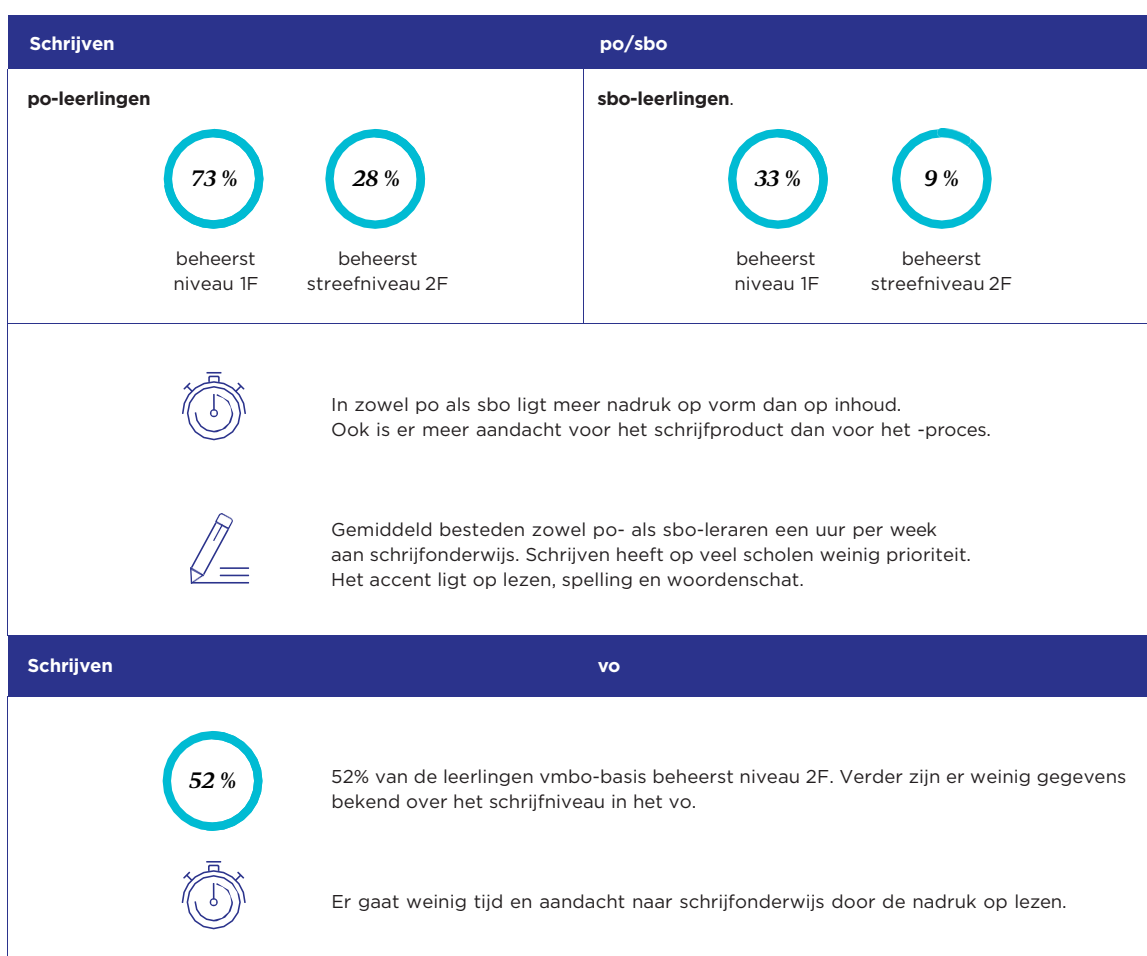 Schrijven po/sbo
po-leerlingen
73 %
28 %
beheerst
niveau 1F
beheerst
streefniveau 2F
sbo-leerlingen.
33 %
9 %
beheerst
niveau 1F
beheerst
streefniveau 2F
In zowel po als sbo ligt meer nadruk op vorm dan op inhoud.
Ook is er meer aandacht voor het schrijfproduct dan voor het -proces.
Gemiddeld besteden zowel po- als sbo-leraren een uur per week
aan schrijfonderwijs. Schrijven heeft op veel scholen weinig prioriteit.
Het accent ligt op lezen, spelling en woordenschat.
Schrijven vo
52 %
52% van de leerlingen vmbo-basis beheerst niveau 2F. Verder zijn er weinig gegevens
bekend over het schrijfniveau in het vo.
Er gaat weinig tijd en aandacht naar schrijfonderwijs door de nadruk op lezen.